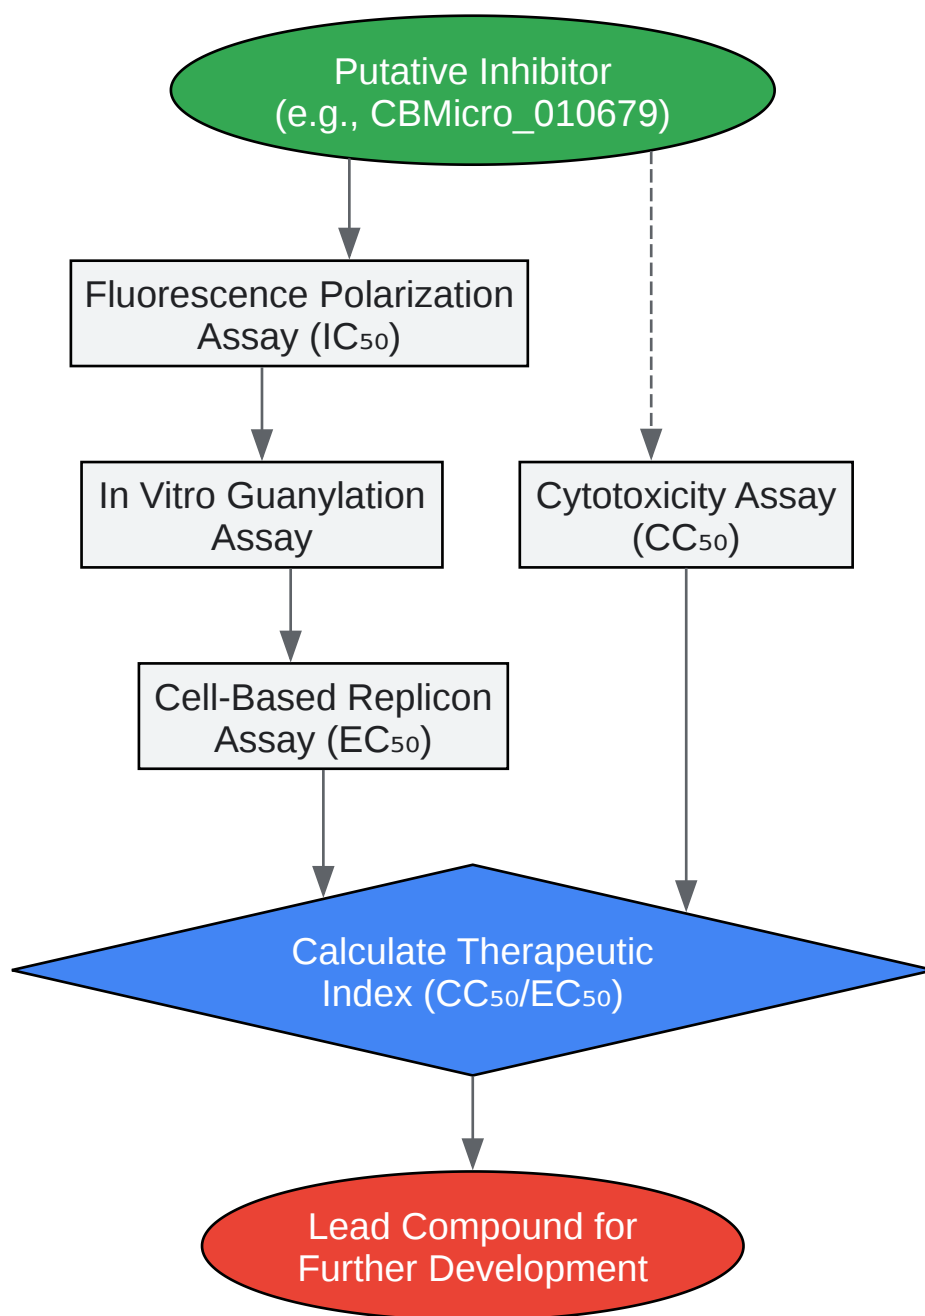 Putative Inhibitor
(e.g., CBMicro_010679)
Fluorescence Polarization
Assay (IC₅₀)
In Vitro Guanylation
Assay
Cytotoxicity Assay
(CC₅₀)
Cell-Based Replicon
Assay (EC₅₀)
Calculate Therapeutic
Index (CC₅₀/EC₅₀)
Lead Compound for
Further Development